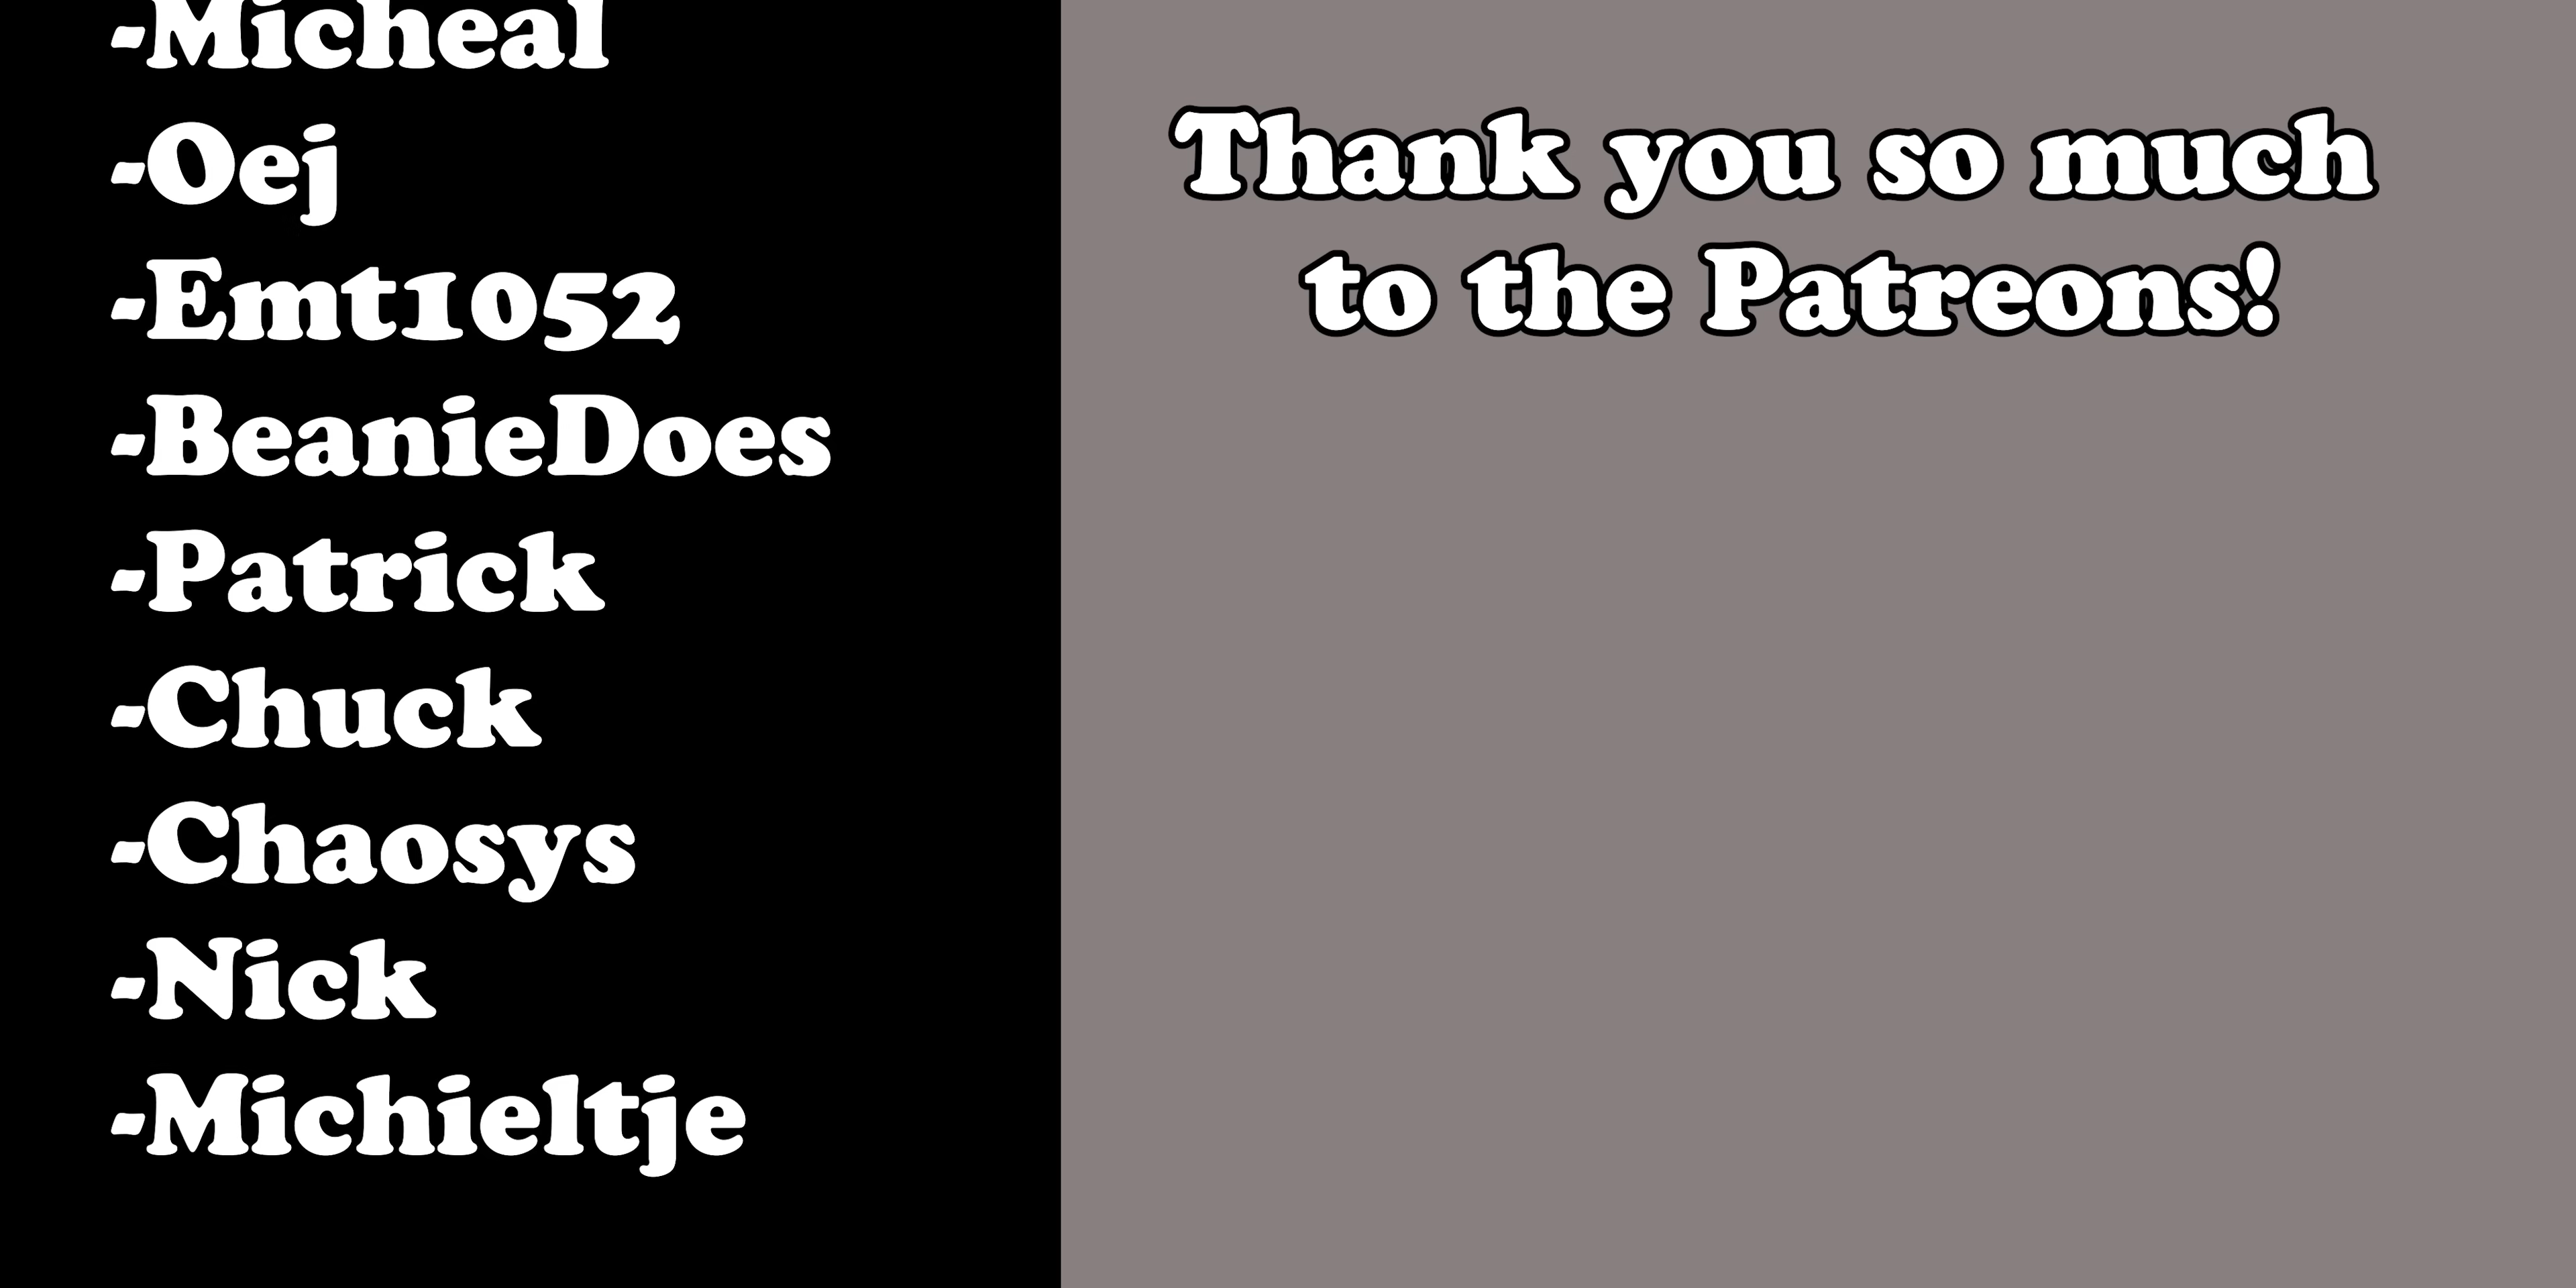 -Micheal
-Oej
-Emt1052
-BeanieDoes
-Patrick
-Chuck
-Chaosys
-Nick
-Michieltje
Thank you so much
to the Patreons!